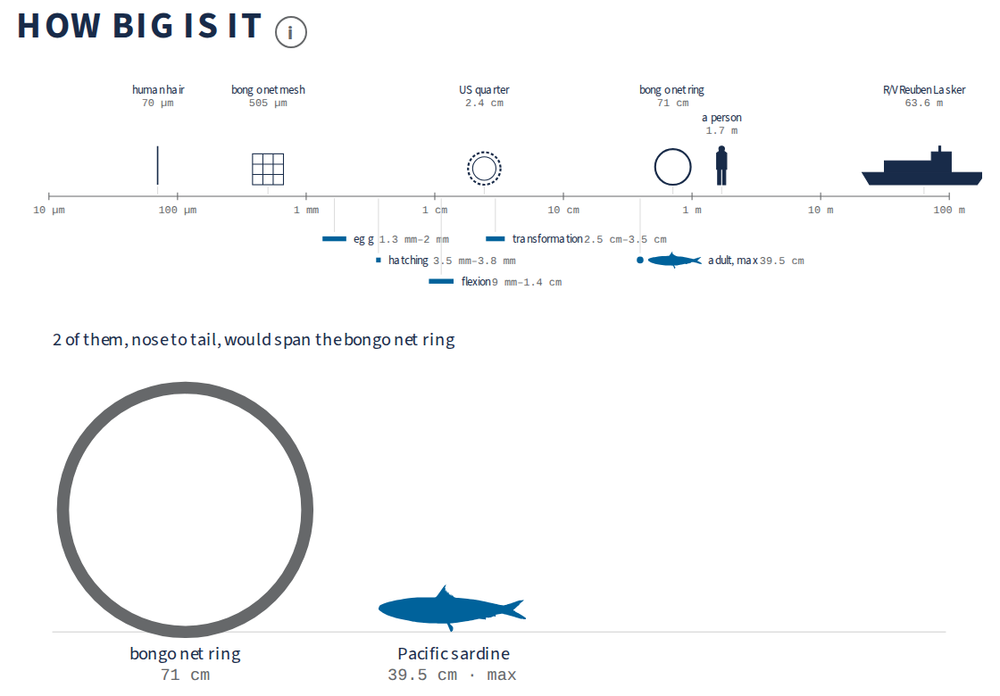 HOW BIG IS IT i
human hair bongo net mesh US quarter bongo net ring R/V Reuben Lasker
70 µm 505 µm 2.4 cm 71 cm 63.6 m
a person
1.7 m
10 µm 100 µm 1 mm 1 cm 10 cm 1 m 10 m 100 m
egg 1.3 mm–2 mm transformation 2.5 cm–3.5 cm
hatching 3.5 mm–3.8 mm adult, max 39.5 cm
flexion 9 mm–1.4 cm
2 of them, nose to tail, would span the bongo net ring
bongo net ring Pacific sardine
71 cm 39.5 cm · max